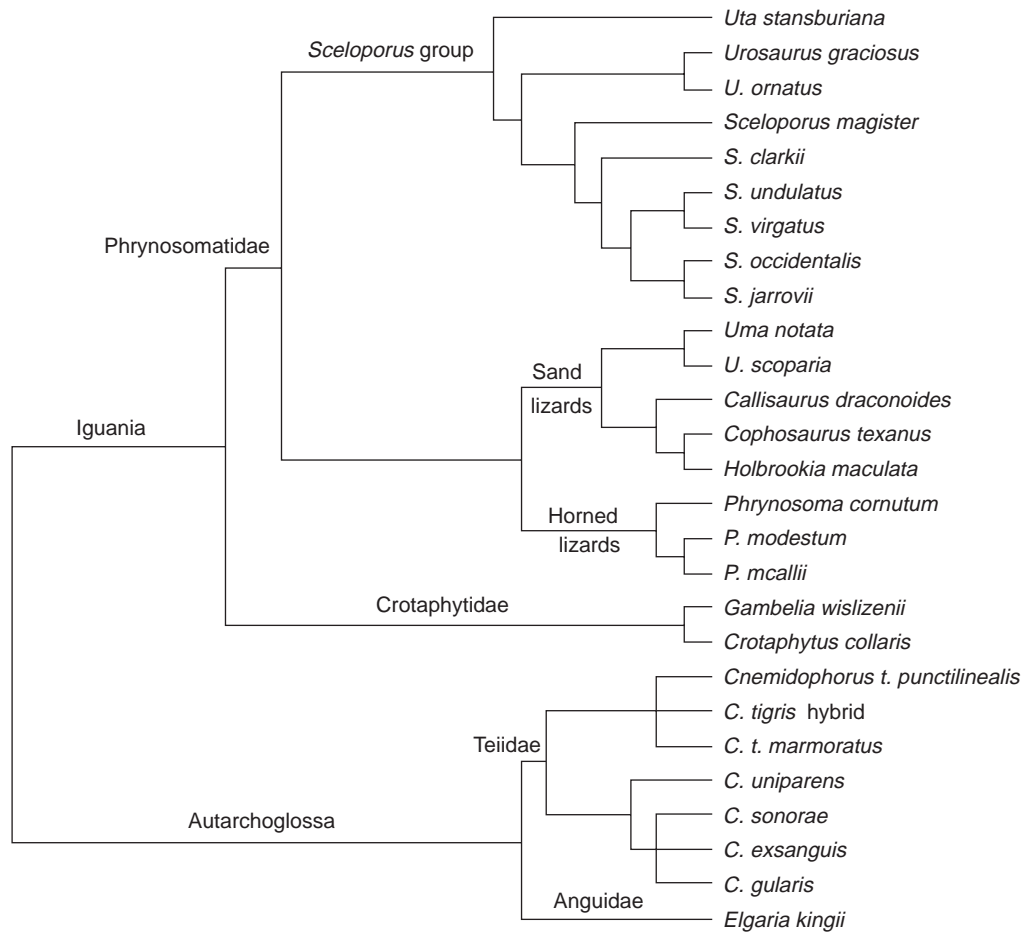 Uta stansburiana
Sceloporus group
Urosaurus graciosus
U. ornatus
Sceloporus magister
S. clarkii
S. undulatus
S. virgatus
Phrynosomatidae
S. occidentalis
S. jarrovii
Uma notata
U. scoparia
Sand
lizards
Callisaurus draconoides
Iguania
Cophosaurus texanus
Holbrookia maculata
Phrynosoma cornutum
Horned
lizards
P. modestum
P. mcallii
Crotaphytidae
Gambelia wislizenii
Crotaphytus collaris
Cnemidophorus t. punctilinealis
C. tigris hybrid
Teiidae
C. t. marmoratus
C. uniparens
Autarchoglossa
C. sonorae
C. exsanguis
C. gularis
Anguidae
Elgaria kingii